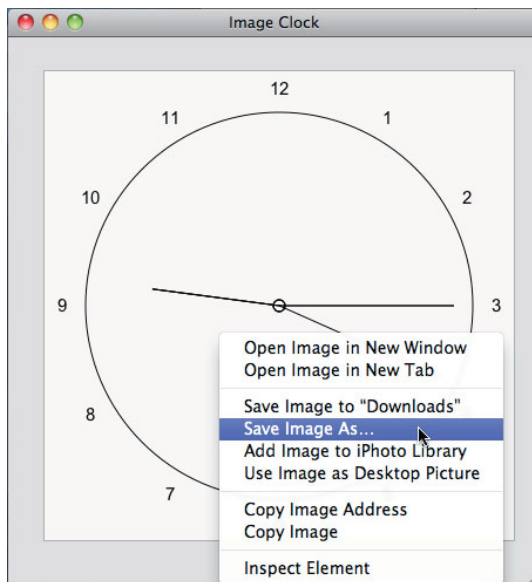 Image Clock
12
11
1
10
2
9
3
8
7
Open Image in New Window
Open Image in New Tab
Save Image to "Downloads"
Save Image As...
Add Image to iPhoto Library
Use Image as Desktop Picture
Copy Image Address
Copy Image
Inspect Element